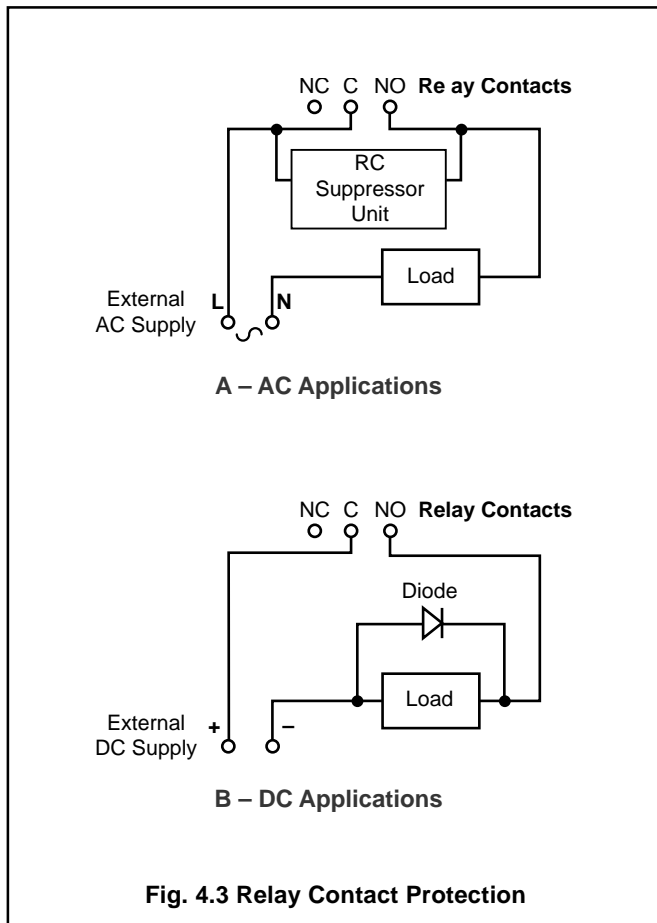 NC C NO Re ay Contacts
RC
Suppressor
Unit
Load
External
AC Supply
L N
A – AC Applications
NC C NO Relay Contacts
Diode
Load
External
DC Supply
+ –
B – DC Applications
Fig. 4.3 Relay Contact Protection